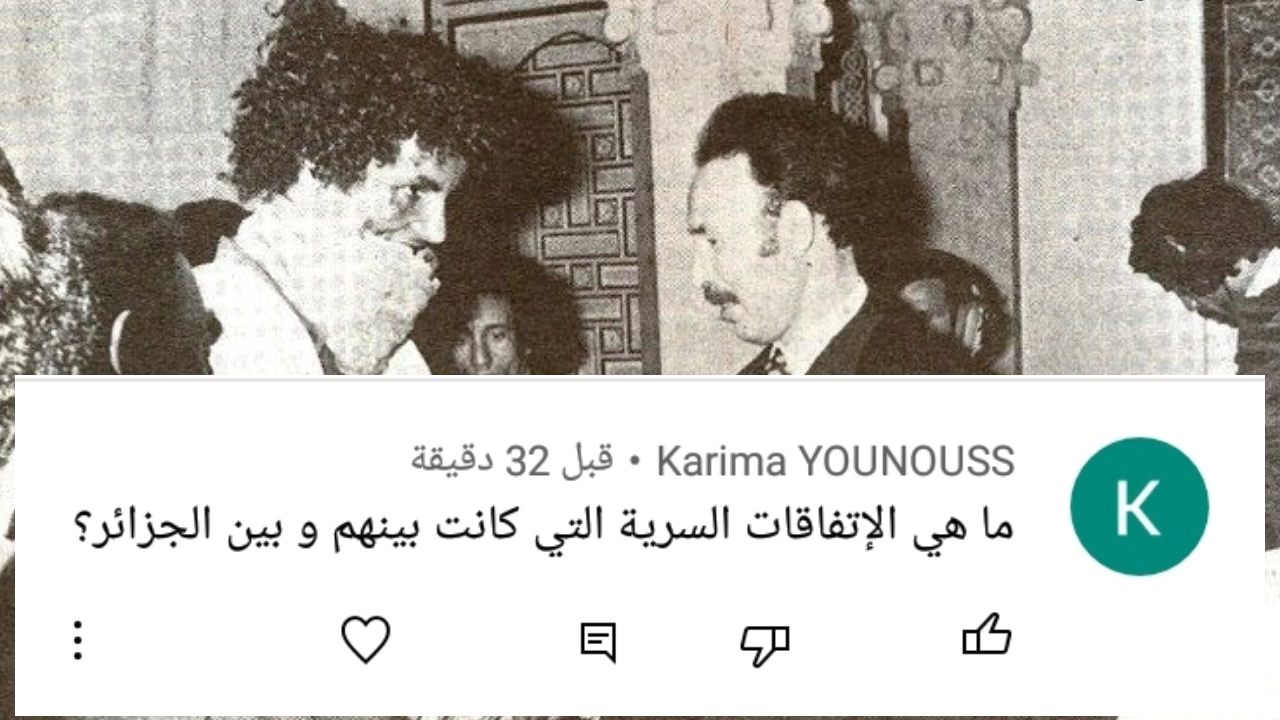 Karima YOUNOUSS • قبل 32 دقيقة
ما هي الإتفاقات السرية التي كانت بينهم و بين الجزائر؟
K